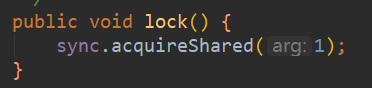 public void lock() {
sync.acquireShared( arg: 1);
}